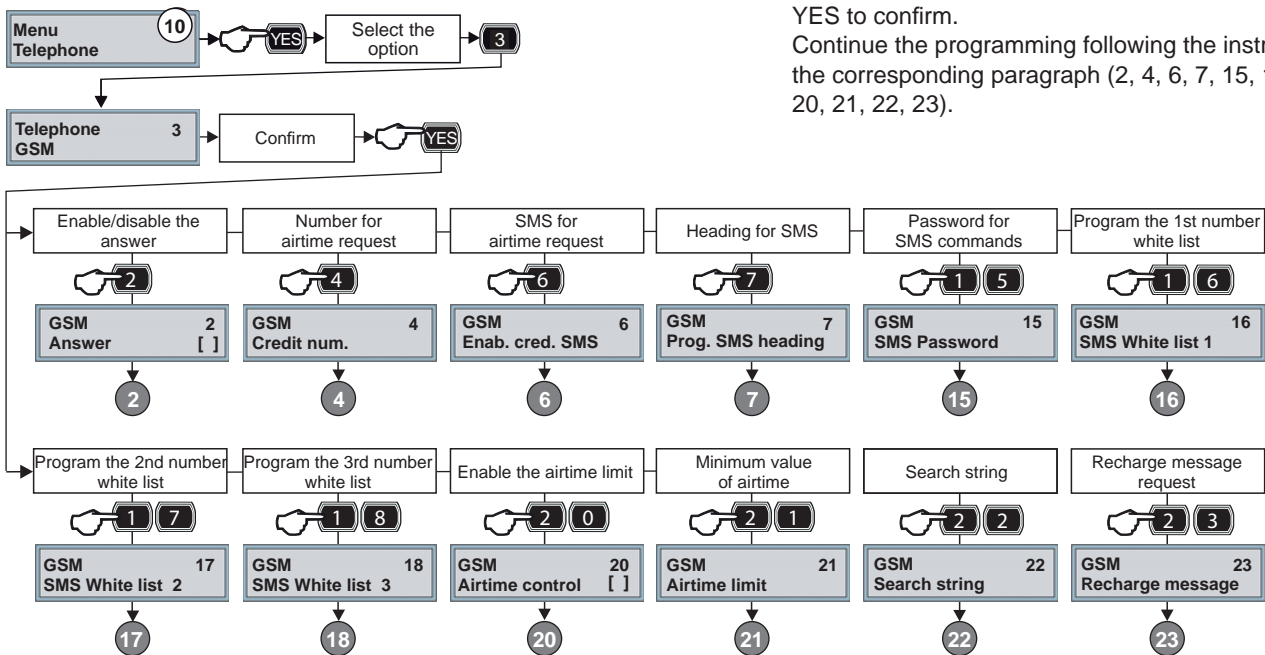 Menu
Telephone
10
YES
Select the
option
3
YES to confirm.
Continue the programming following the instr
the corresponding paragraph (2, 4, 6, 7, 15,
20, 21, 22, 23).
Telephone 3
GSM
Confirm
YES
Enable/disable the
answer
Number for
airtime request
SMS for
airtime request
Heading for SMS
Password for
SMS commands
Program the 1st number
white list
2
4
6
7
1 5
1 6
GSM 2
Answer [ ]
GSM 4
Credit num.
GSM 6
Enab. cred. SMS
GSM 7
Prog. SMS heading
GSM 15
SMS Password
GSM 16
SMS White list 1
2
4
6
7
15
16
Program the 2nd number
white list
Program the 3rd number
white list
Enable the airtime limit
Minimum value
of airtime
Search string
Recharge message
request
1 7
1 8
2 0
2 1
2 2
2 3
GSM 17
SMS White list 2
GSM 18
SMS White list 3
GSM 20
Airtime control [ ]
GSM 21
Airtime limit
GSM 22
Search string
GSM 23
Recharge message
17
18
20
21
22
23